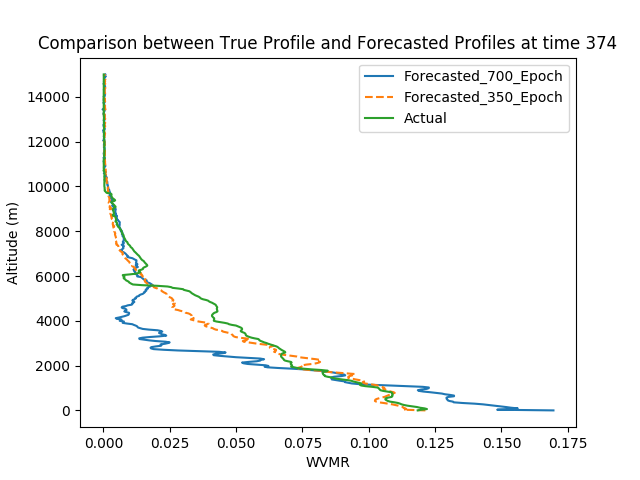 Comparison between True Profile and Forecasted Profiles at time 374
Forecasted_700_Epoch
Forecasted_350_Epoch
Actual
Altitude (m)
14000
12000
10000
8000
6000
4000
2000
0
0.000 0.025 0.050 0.075 0.100 0.125 0.150 0.175
WVMR